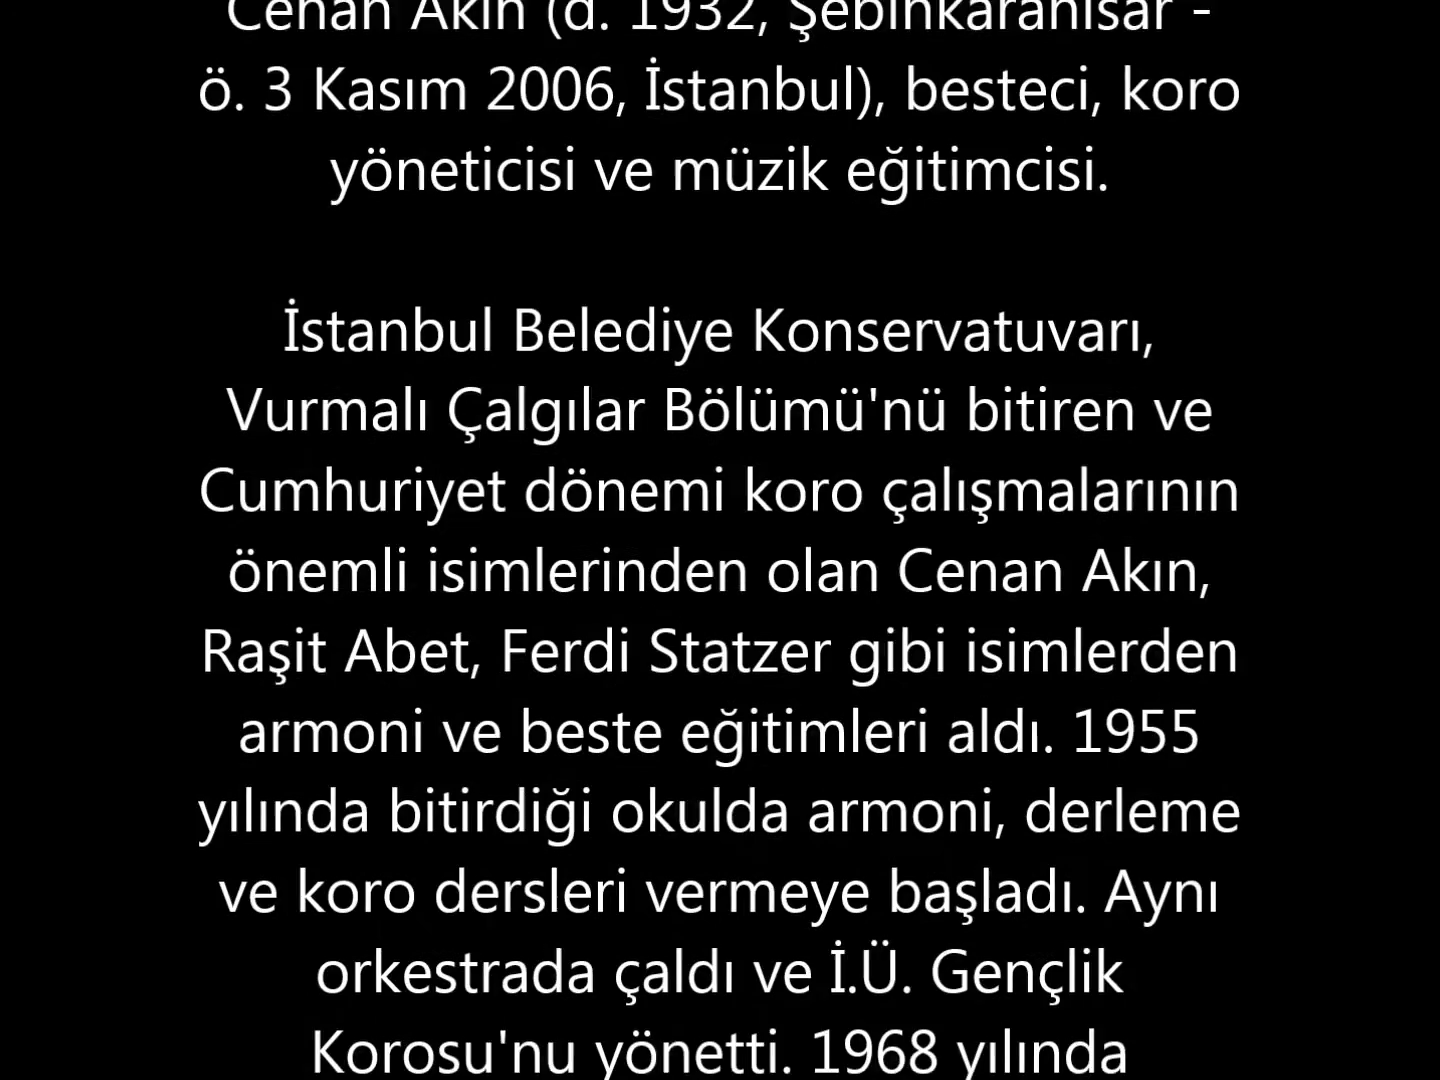 Cenan Akın (d. 1932, Şebinkarahisar -
ö. 3 Kasım 2006, İstanbul), besteci, koro
yöneticisi ve müzik eğitimcisi.
İstanbul Belediye Konservatuvarı,
Vurmalı Çalgılar Bölümü'nü bitiren ve
Cumhuriyet dönemi koro çalışmalarının
önemli isimlerinden olan Cenan Akın,
Raşit Abet, Ferdi Statzer gibi isimlerden
armoni ve beste eğitimleri aldı. 1955
yılında bitirdiği okulda armoni, derleme
ve koro dersleri vermeye başladı. Aynı
orkestrada çaldı ve İ.Ü. Gençlik
Korosu'nu yönetti. 1968 yılında